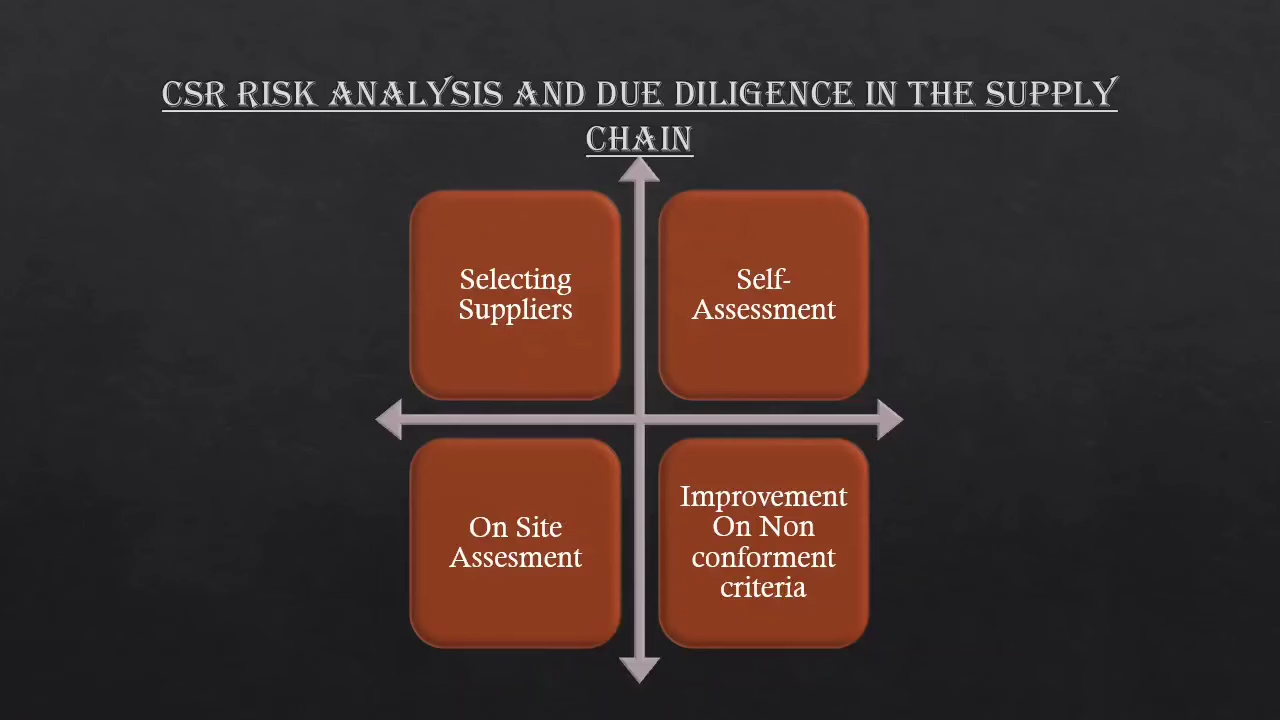 CSR RISK ANALYSIS AND DUE DILIGENCE IN THE SUPPLY
CHAIN
Selecting
Suppliers
Self-
Assessment
On Site
Assesment
Improvement
On Non
conforment
criteria